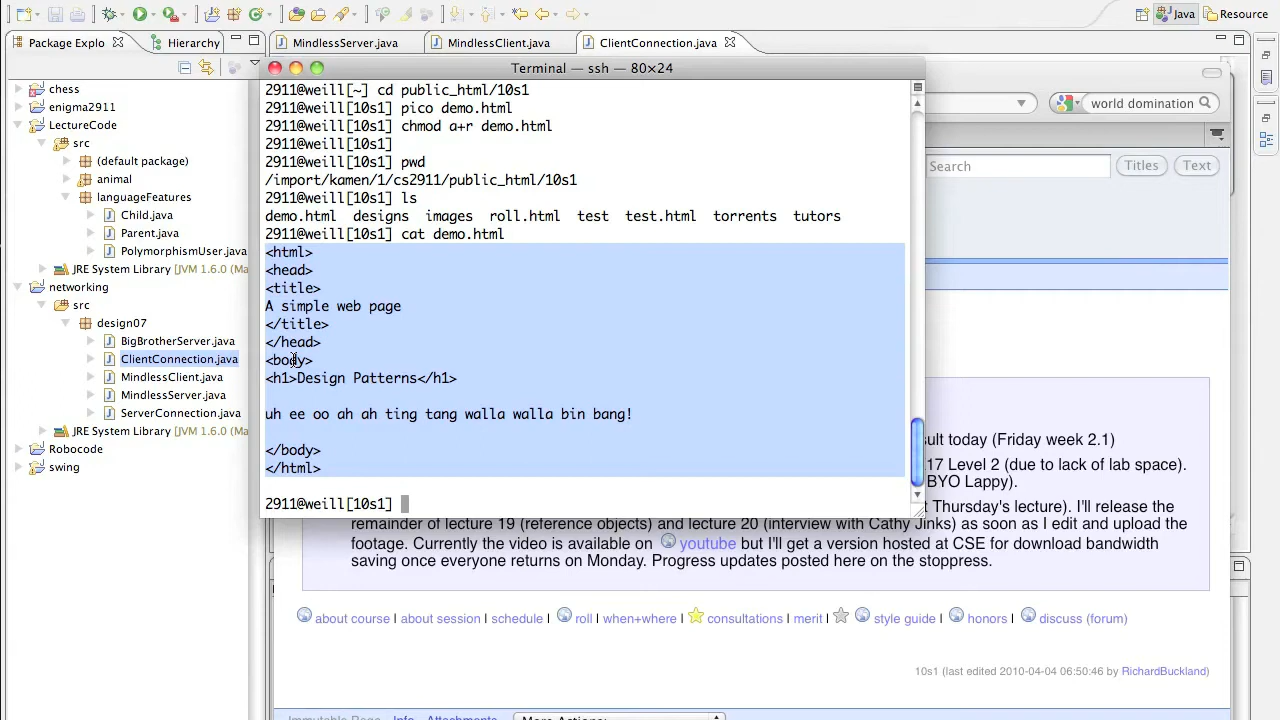 Java
Resource
Package Explo
Hierarchy
MindlessServer.java
MindlessClient.java
ClientConnection.java
chess
enigma2911
LectureCode
src
(default package)
animal
languageFeatures
Child.java
Parent.java
PolymorphismUser.java
JRE System Library [JVM 1.6.0 (Ma
networking
src
design07
BigBrotherServer.java
ClientConnection.java
MindlessClient.java
MindlessServer.java
ServerConnection.java
JRE System Library [JVM 1.6.0 (Ma
Robocode
swing
Terminal — ssh — 80×24
2911@weill[~] cd public_html/10s1
2911@weill[10s1] pico demo.html
2911@weill[10s1] chmod a+r demo.html
2911@weill[10s1]
2911@weill[10s1] pwd
/import/kamen/1/cs2911/public_html/10s1
2911@weill[10s1] ls
demo.html designs images roll.html test test.html torrents tutors
2911@weill[10s1] cat demo.html
<html>
<head>
<title>
A simple web page
</title>
</head>
<body>
<h1>Design Patterns</h1>
uh ee oo ah ah ting tang walla walla bin bang!
</body>
</html>
2911@weill[10s1]
world domination
Search
Titles
Text
sult today (Friday week 2.1)
17 Level 2 (due to lack of lab space).
BYO Lappy).
t Thursday's lecture). I'll release the
remainder of lecture 19 (reference objects) and lecture 20 (interview with Cathy Jinks) as soon as I edit and upload the
footage. Currently the video is available on youtube but I'll get a version hosted at CSE for download bandwidth
saving once everyone returns on Monday. Progress updates posted here on the stoppress.
about course | about session | schedule | roll | when+where | consultations | merit | style guide | honors | discuss (forum)
10s1 (last edited 2010-04-04 06:50:46 by RichardBuckland)
Immutable Page Info Attachments More Actions: